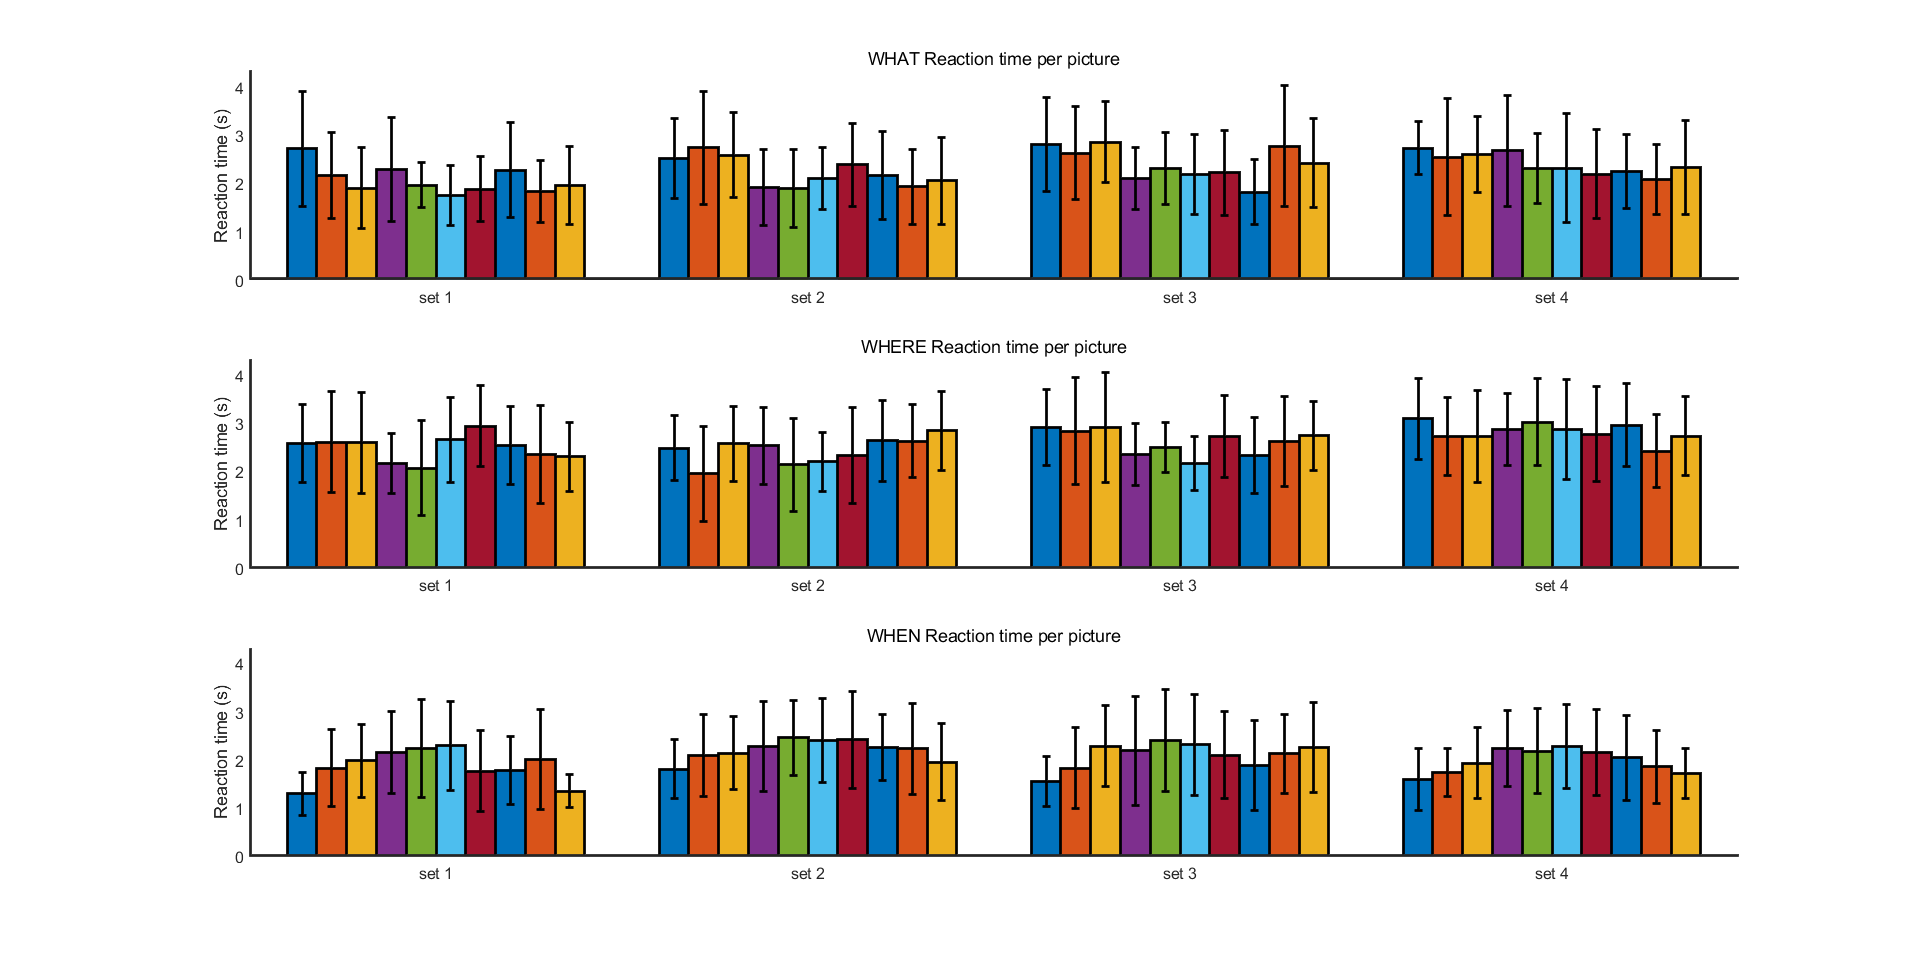 WHAT Reaction time per picture
Reaction time (s)
4
3
2
1
0
set 1 set 2 set 3 set 4
WHERE Reaction time per picture
Reaction time (s)
4
3
2
1
0
set 1 set 2 set 3 set 4
WHEN Reaction time per picture
Reaction time (s)
4
3
2
1
0
set 1 set 2 set 3 set 4